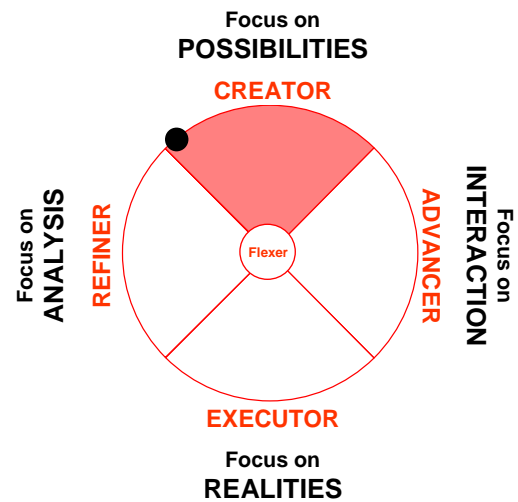 Focus on
POSSIBILITIES
CREATOR
Focus on
ANALYSIS
REFINER
Flexer
ADVANCER
INTERACTION
Focus on
EXECUTOR
Focus on
REALITIES